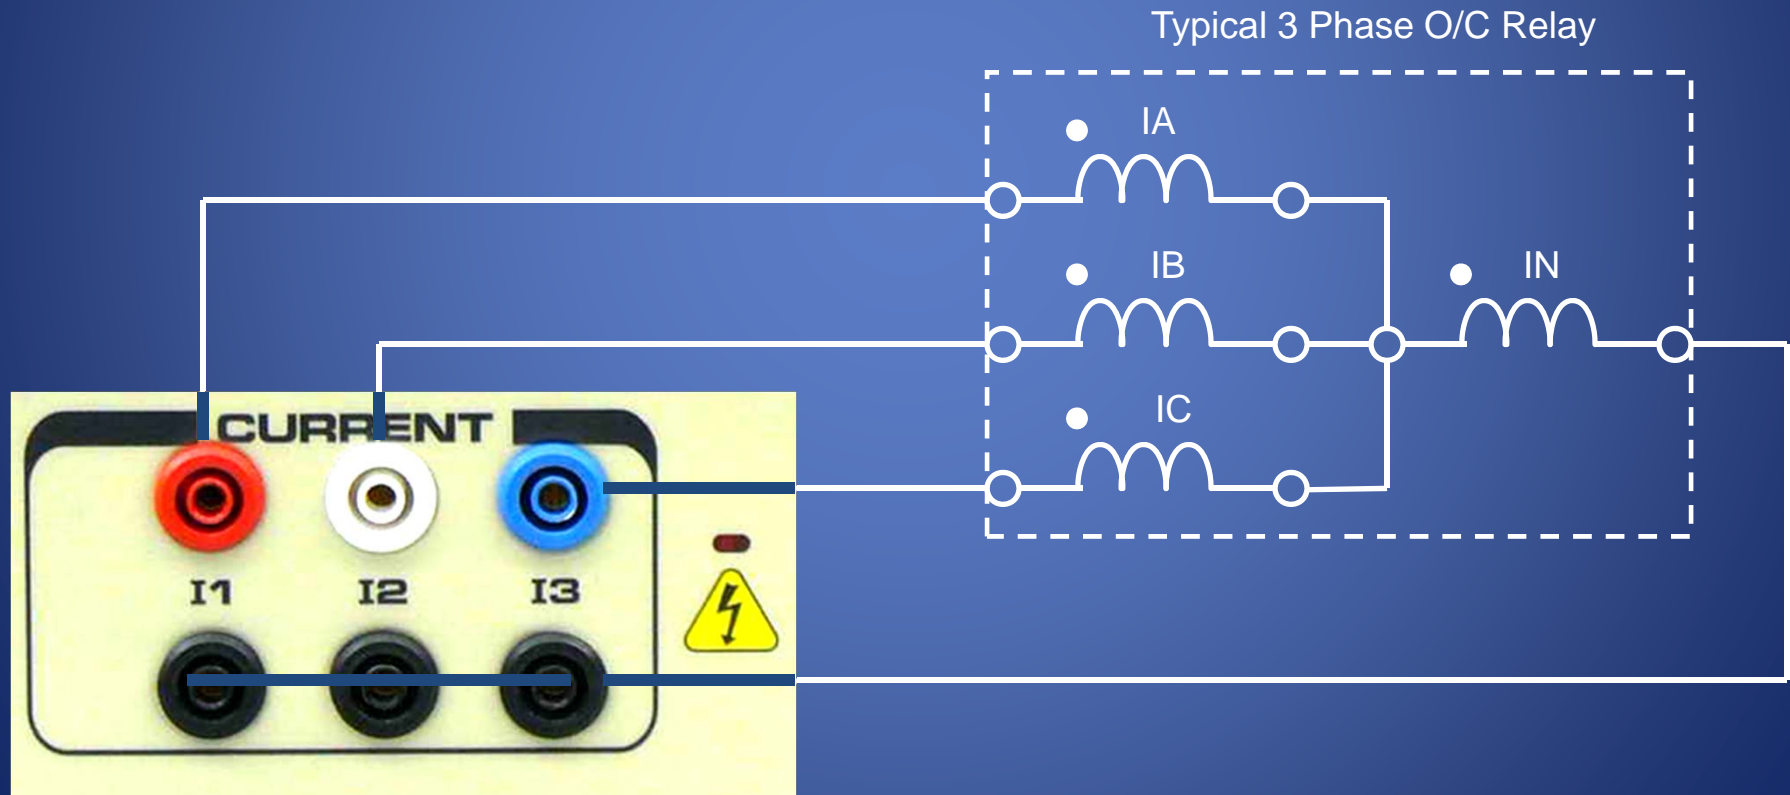 Typical 3 Phase O/C Relay
IA
IB
IN
IC
CURRENT
I1 I2 I3